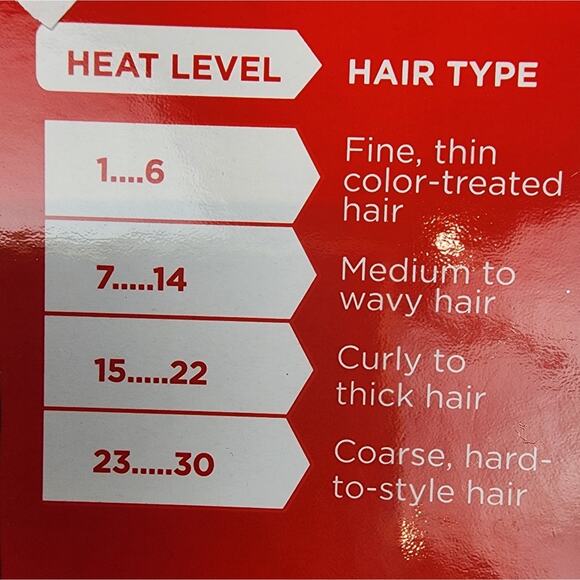 HEAT LEVEL
HAIR TYPE
1....6
Fine, thin
color-treated
hair
7.....14
Medium to
wavy hair
15.....22
Curly to
thick hair
23.....30
Coarse, hard-
to-style hair